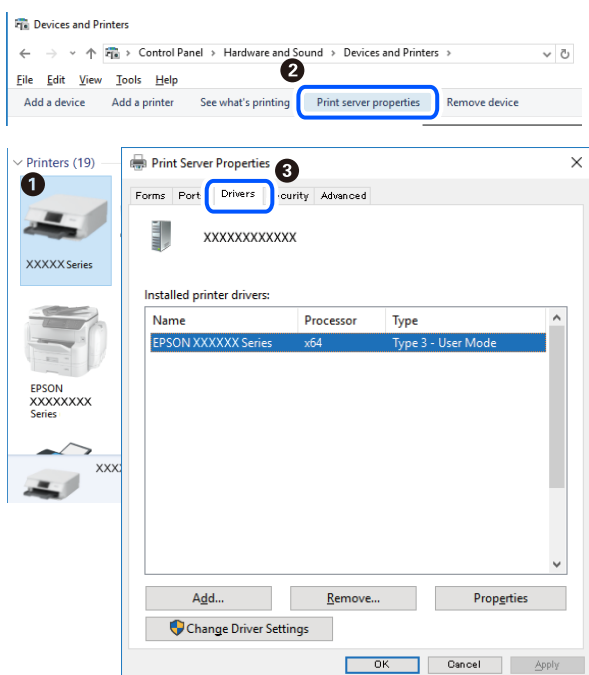 Devices and Printers
Control Panel > Hardware and Sound > Devices and Printers >
2
File Edit View Tools Help
Add a device Add a printer See what's printing Print server properties Remove device
Printers (19)
1
XXXXX Series
EPSON
XXXXXXXX
Series
XXX
Print Server Properties
3
Forms Port Drivers curity Advanced
XXXXXXXXXXXX
Installed printer drivers:
Name Processor Type
EPSON XXXXXX Series x64 Type 3 - User Mode
Add... Remove... Properties
Change Driver Settings
OK Cancel Apply